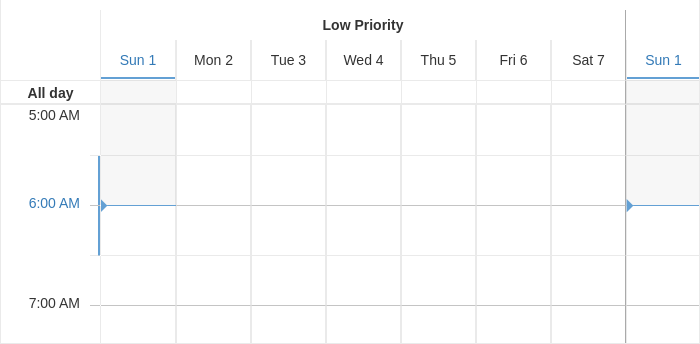 Low Priority
Sun 1 Mon 2 Tue 3 Wed 4 Thu 5 Fri 6 Sat 7 Sun 1
All day
5:00 AM
6:00 AM
7:00 AM